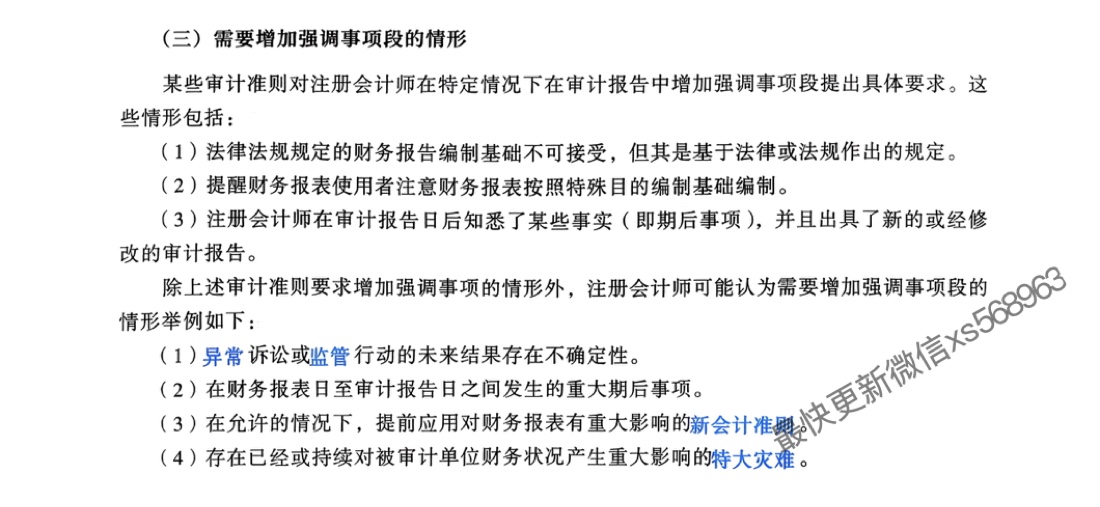 （三）需要增加强调事项段的情形
某些审计准则对注册会计师在特定情况下在审计报告中增加强调事项段提出具体要求。这
些情形包括：
（1）法律法规规定的财务报告编制基础不可接受，但其是基于法律或法规作出的规定。
（2）提醒财务报表使用者注意财务报表按照特殊目的编制基础编制。
（3）注册会计师在审计报告日后知悉了某些事实（即期后事项），并且出具了新的或经修
改的审计报告。
除上述审计准则要求增加强调事项的情形外，注册会计师可能认为需要增加强调事项段的
情形举例如下：
（1）异常诉讼或监管行动的未来结果存在不确定性。
（2）在财务报表日至审计报告日之间发生的重大期后事项。
（3）在允许的情况下，提前应用对财务报表有重大影响的新会计准则。
（4）存在已经或持续对被审计单位财务状况产生重大影响的特大灾难。
最快更新微信xs568963